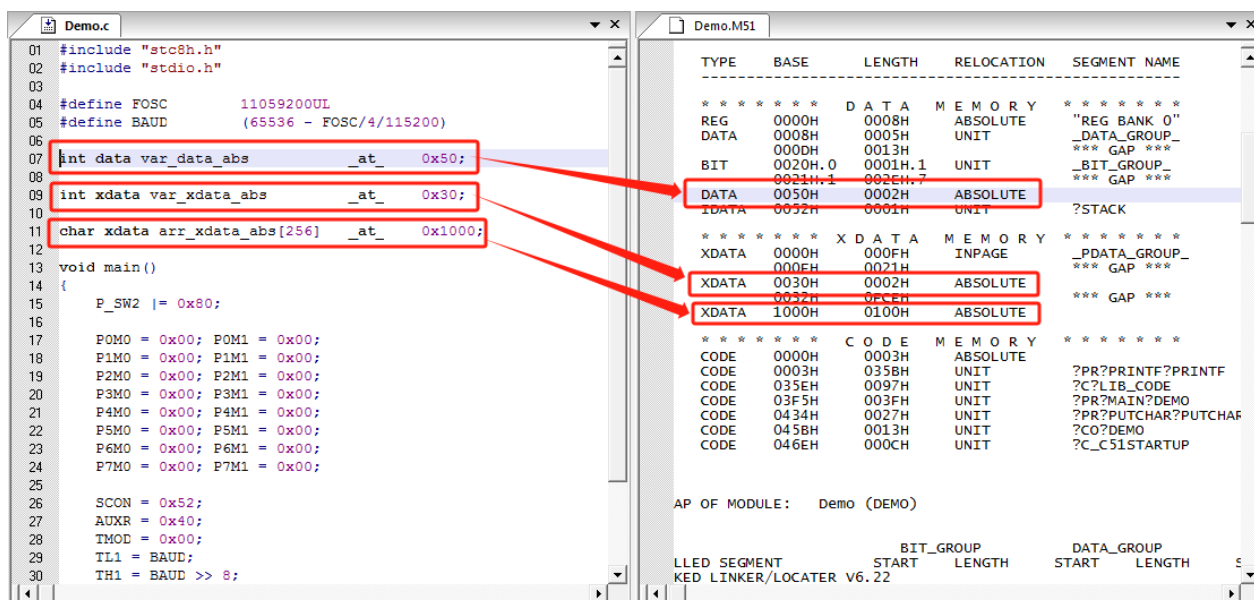 Demo.c
01 #include "stc8h.h"
02 #include "stdio.h"
03
04 #define FOSC 11059200UL
05 #define BAUD (65536 - FOSC/4/115200)
06
07 int data var_data_abs _at_ 0x50;
08
09 int xdata var_xdata_abs _at_ 0x30;
10
11 char xdata arr_xdata_abs[256] _at_ 0x1000;
12
13 void main()
14 {
15 P_SW2 |= 0x80;
16
17 P0M0 = 0x00; P0M1 = 0x00;
18 P1M0 = 0x00; P1M1 = 0x00;
19 P2M0 = 0x00; P2M1 = 0x00;
20 P3M0 = 0x00; P3M1 = 0x00;
21 P4M0 = 0x00; P4M1 = 0x00;
22 P5M0 = 0x00; P5M1 = 0x00;
23 P6M0 = 0x00; P6M1 = 0x00;
24 P7M0 = 0x00; P7M1 = 0x00;
25
26 SCON = 0x52;
27 AUXR = 0x40;
28 TMOD = 0x00;
29 TL1 = BAUD;
30 TH1 = BAUD >> 8;
Demo.M51
TYPE BASE LENGTH RELOCATION SEGMENT NAME
-----------------------------------------------------
* * * * * * * D A T A M E M O R Y * * * * * * *
REG 0000H 0008H ABSOLUTE "REG BANK 0"
DATA 0008H 0005H UNIT _DATA_GROUP_
000DH 0013H *** GAP ***
BIT 0020H.0 0001H.1 UNIT _BIT_GROUP_
0021H.1 002EH.7 *** GAP ***
DATA 0050H 0002H ABSOLUTE
IDATA 0052H 0001H UNIT ?STACK
* * * * * * * X D A T A M E M O R Y * * * * * * *
XDATA 0000H 000FH INPAGE _PDATA_GROUP_
000FH 0021H *** GAP ***
XDATA 0030H 0002H ABSOLUTE
0032H 0FCEH *** GAP ***
XDATA 1000H 0100H ABSOLUTE
* * * * * * * C O D E M E M O R Y * * * * * * *
CODE 0000H 0003H ABSOLUTE
CODE 0003H 035BH UNIT ?PR?PRINTF?PRINTF
CODE 035EH 0097H UNIT ?C?LIB_CODE
CODE 03F5H 003FH UNIT ?PR?MAIN?DEMO
CODE 0434H 0027H UNIT ?PR?PUTCHAR?PUTCHAR
CODE 045BH 0013H UNIT ?CO?DEMO
CODE 046EH 000CH UNIT ?C_C51STARTUP
AP OF MODULE: Demo (DEMO)
BIT_GROUP DATA_GROUP
LLED SEGMENT START LENGTH START LENGTH S
KED LINKER/LOCATER V6.22